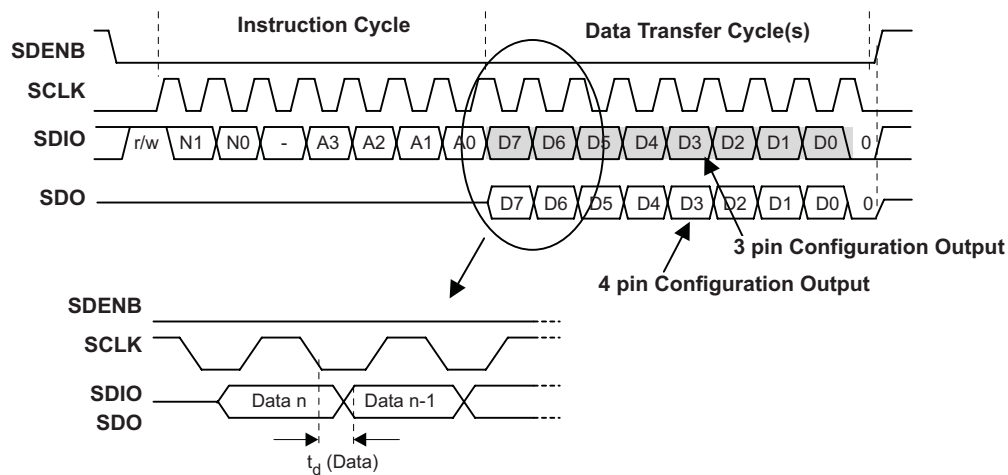 Instruction Cycle
Data Transfer Cycle(s)
SDENB
SCLK
SDIO r/w N1 N0 - A3 A2 A1 A0 D7 D6 D5 D4 D3 D2 D1 D0 0
SDO D7 D6 D5 D4 D3 D2 D1 D0 0
3 pin Configuration Output
4 pin Configuration Output
SDENB
SCLK
SDIO
SDO
Data n Data n-1
td (Data)